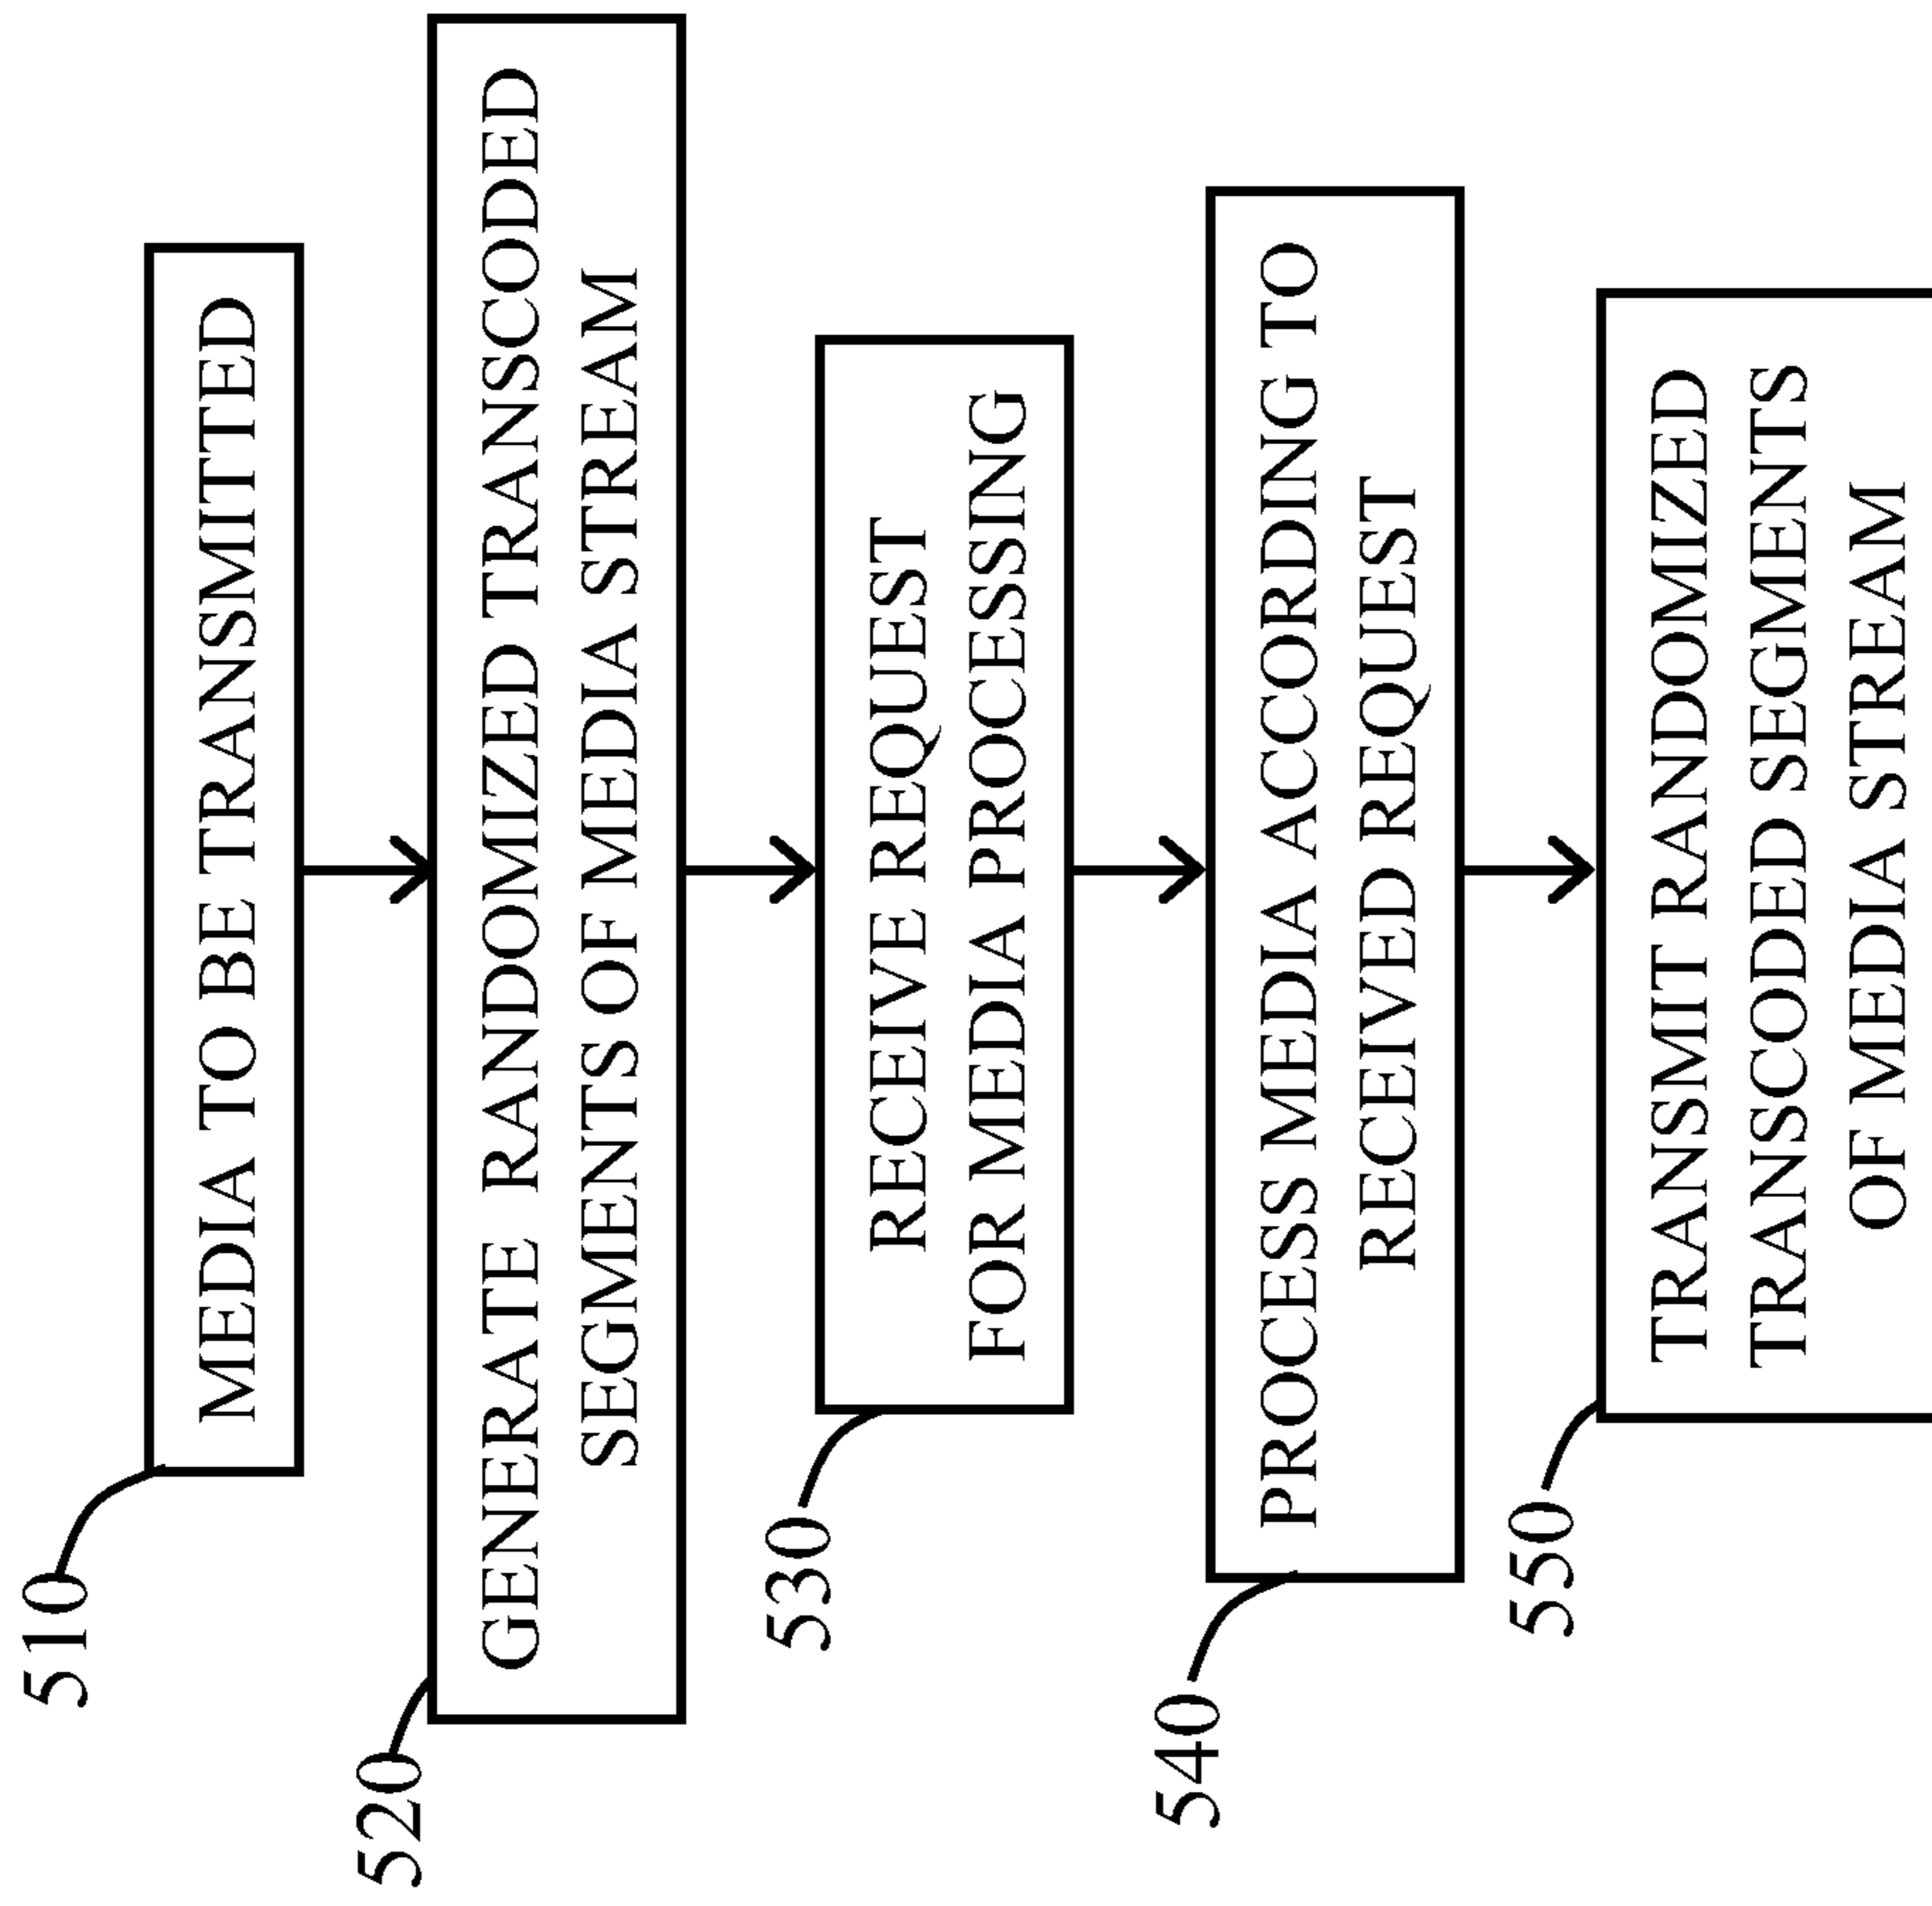 510
MEDIA TO BE TRANSMITTED
520
GENERATE RANDOMIZED TRANSCODED
SEGMENTS OF MEDIA STREAM
530
RECEIVE REQUEST
FOR MEDIA PROCESSING
540
PROCESS MEDIA ACCORDING TO
RECEIVED REQUEST
550
TRANSMIT RANDOMIZED
TRANSCODED SEGMENTS
OF MEDIA STREAM